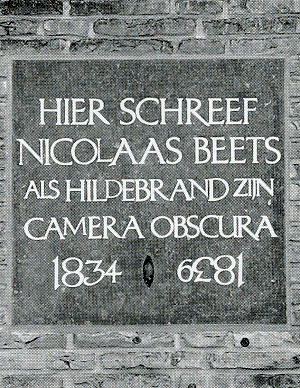 HIER SCHREEF
NICOLAAS BEETS
ALS HILDEBRAND ZIJN
CAMERA OBSCURA
1834 1839